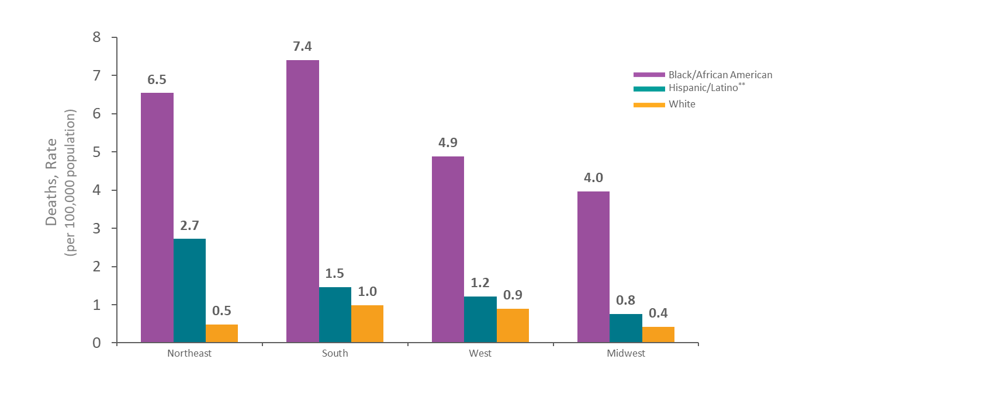 8
7
6
5
4
3
2
1
0
Deaths, Rate
(per 100,000 population)
6.5
2.7
0.5
7.4
1.5
1.0
4.9
1.2
0.9
4.0
0.8
0.4
Northeast
South
West
Midwest
Black/African American
Hispanic/Latino**
White